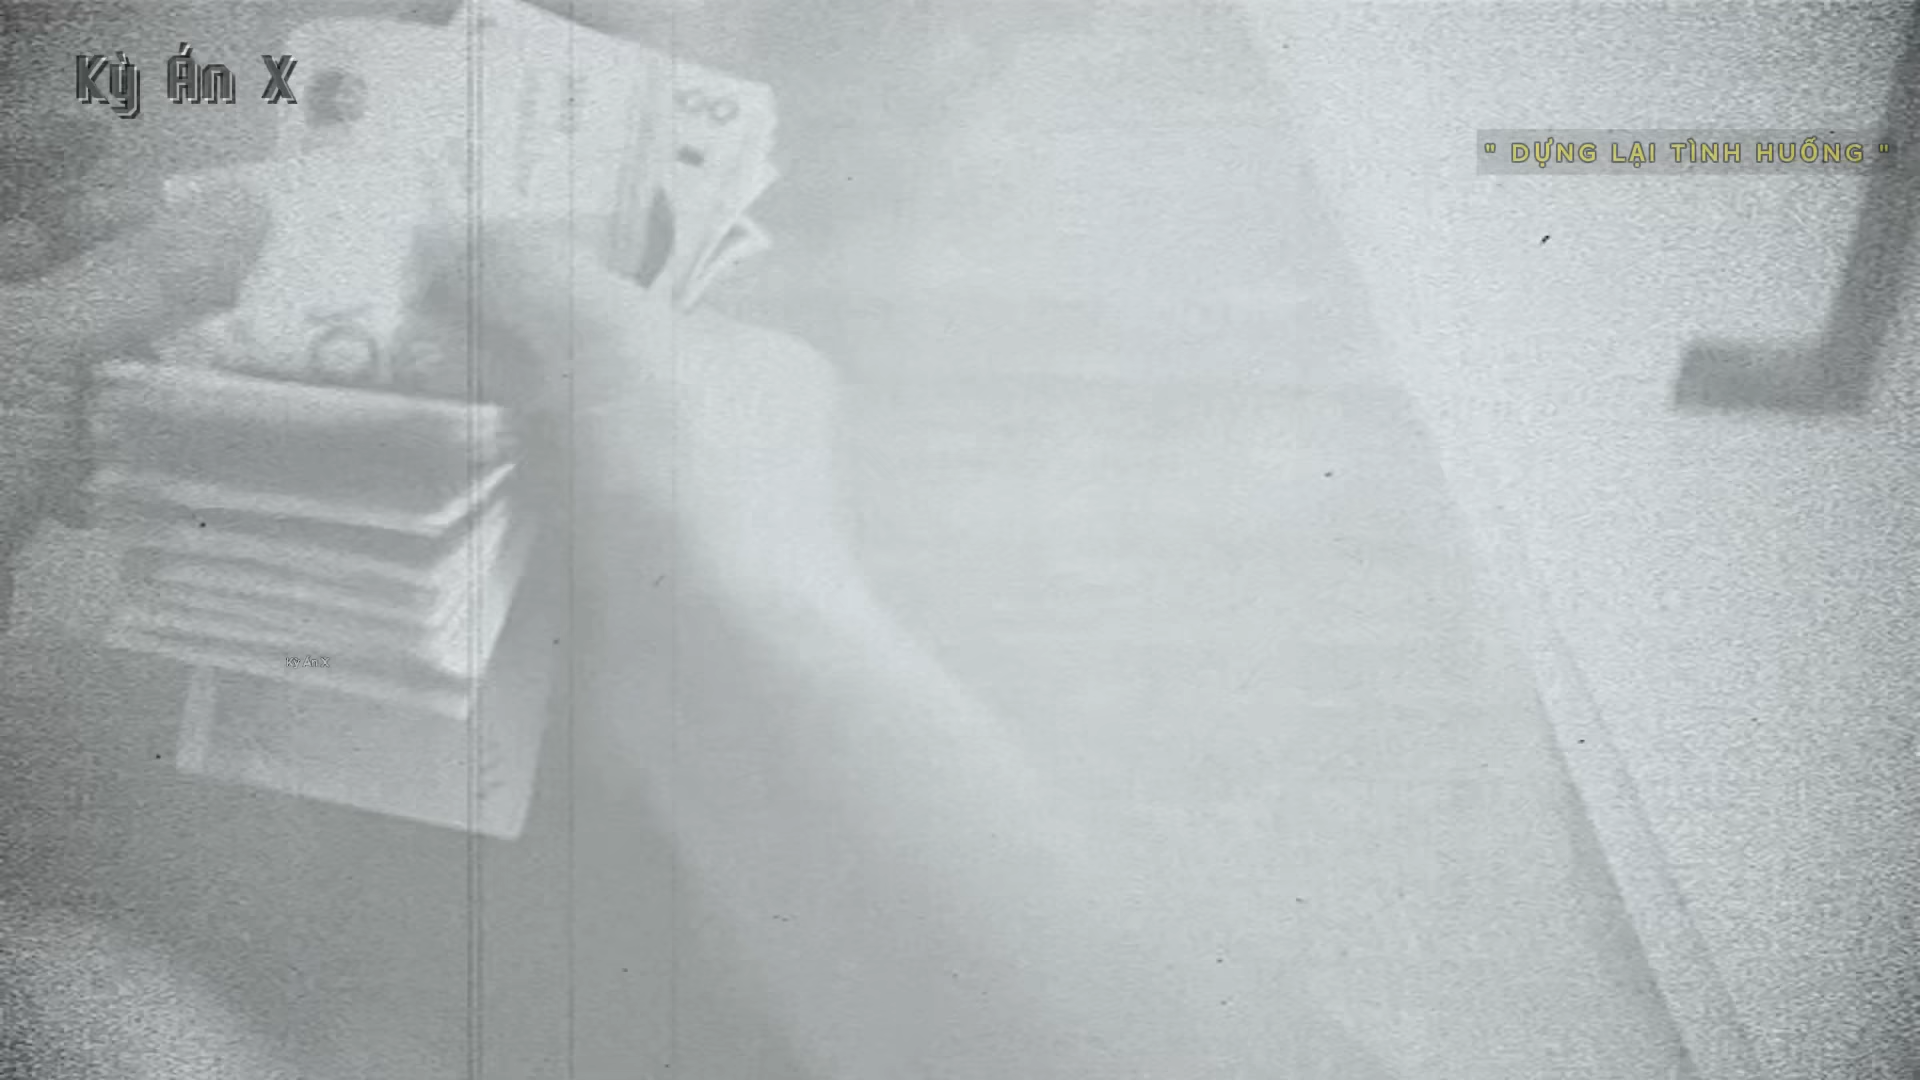 Kỳ Án X
" DỰNG LẠI TÌNH HUỐNG "
Kỳ Án X